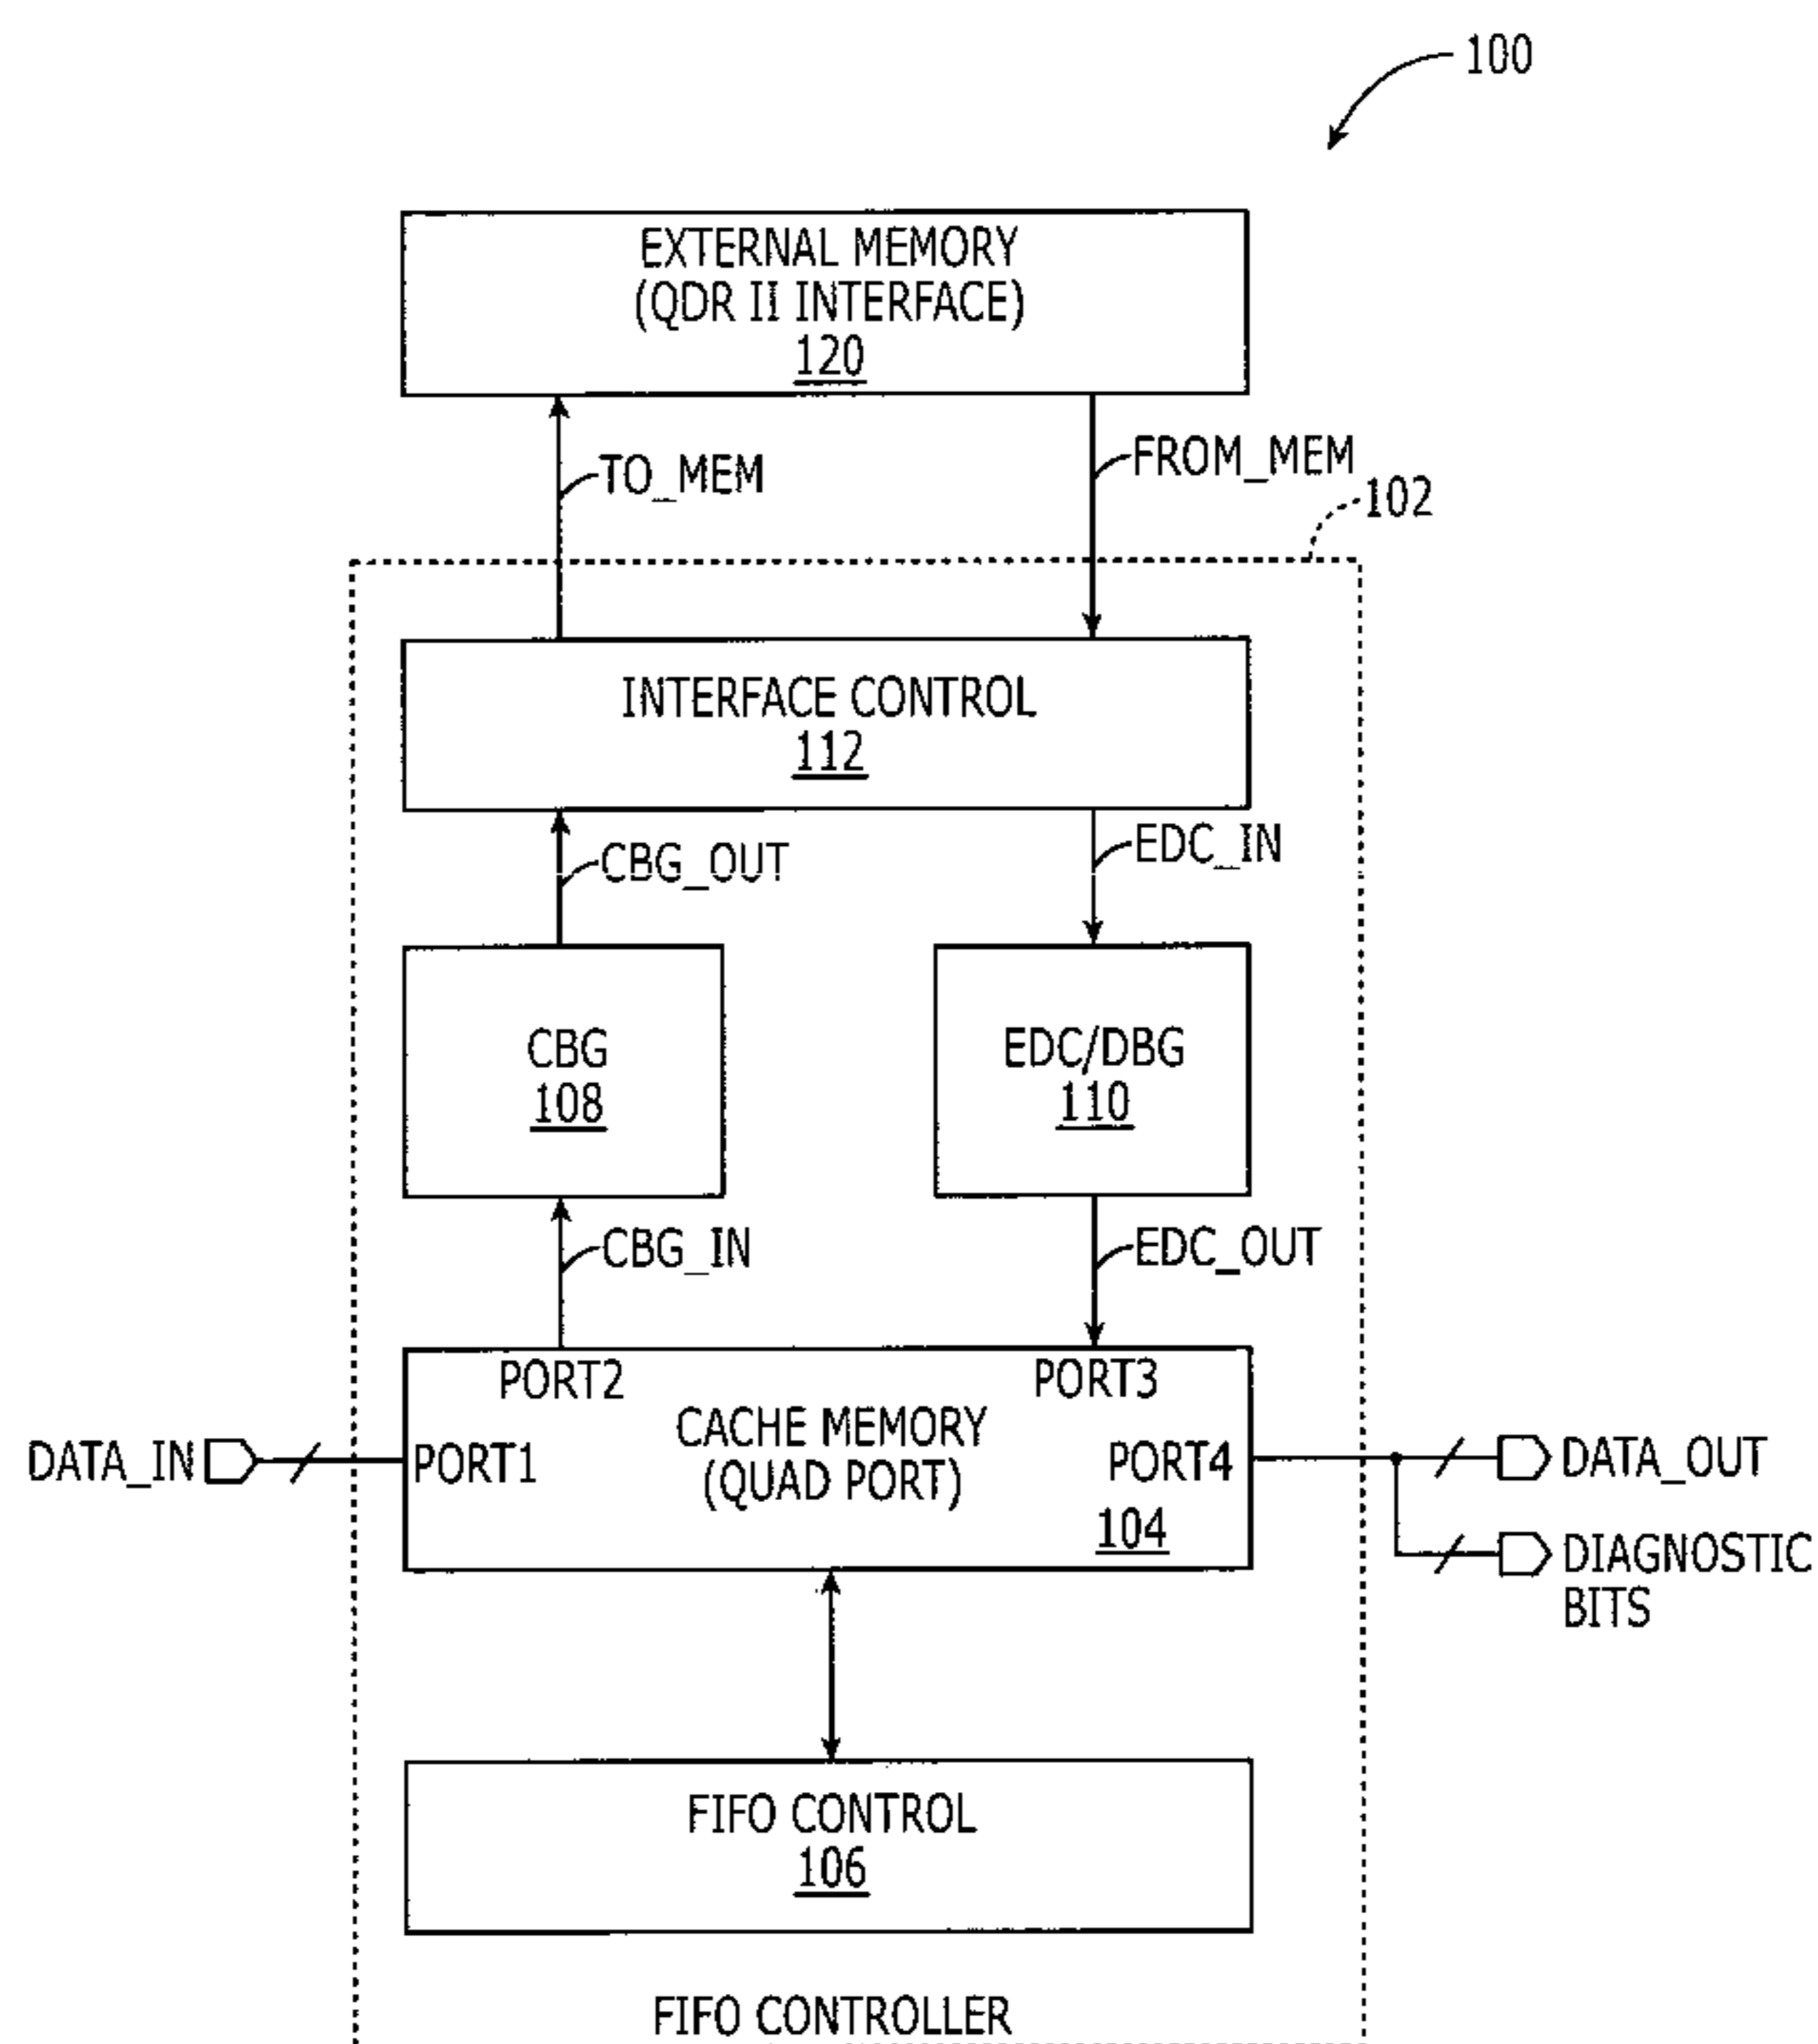 100
EXTERNAL MEMORY
(QDR II INTERFACE)
120
TO_MEM
FROM_MEM
102
INTERFACE CONTROL
112
CBG_OUT
EDC_IN
CBG
108
EDC/DBG
110
CBG_IN
EDC_OUT
PORT2
PORT3
CACHE MEMORY
(QUAD PORT)
DATA_IN
PORT1
PORT4
DATA_OUT
104
DIAGNOSTIC
BITS
FIFO CONTROL
106
FIFO CONTROLLER